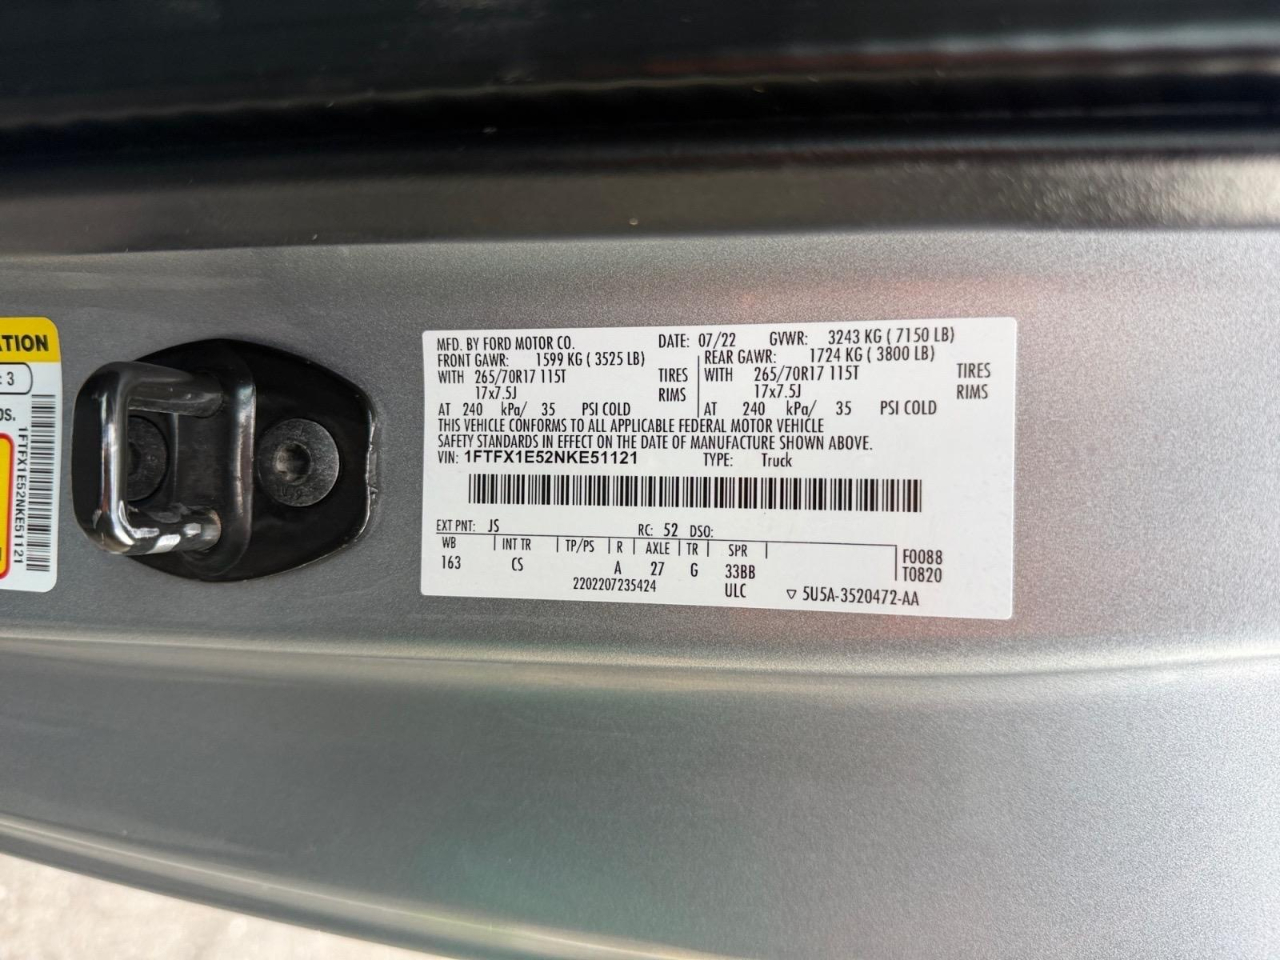 MFD. BY FORD MOTOR CO. DATE: 07/22 GVWR: 3243 KG ( 7150 LB)
FRONT GAWR: 1599 KG ( 3525 LB) REAR GAWR: 1724 KG ( 3800 LB)
WITH 265/70R17 115T TIRES WITH 265/70R17 115T TIRES
17x7.5J RIMS 17x7.5J RIMS
AT 240 kPa/ 35 PSI COLD AT 240 kPa/ 35 PSI COLD
THIS VEHICLE CONFORMS TO ALL APPLICABLE FEDERAL MOTOR VEHICLE
SAFETY STANDARDS IN EFFECT ON THE DATE OF MANUFACTURE SHOWN ABOVE.
VIN: 1FTFX1E52NKE51121 TYPE: Truck
EXT PNT: JS RC: 52 DSO:
WB INT TR TP/PS R AXLE TR SPR F0088
163 CS A 27 G 33BB T0820
2202207235424 ULC ▽ 5U5A-3520472-AA
ATION
: 3
OS.
1FTFX1E52NKE51121